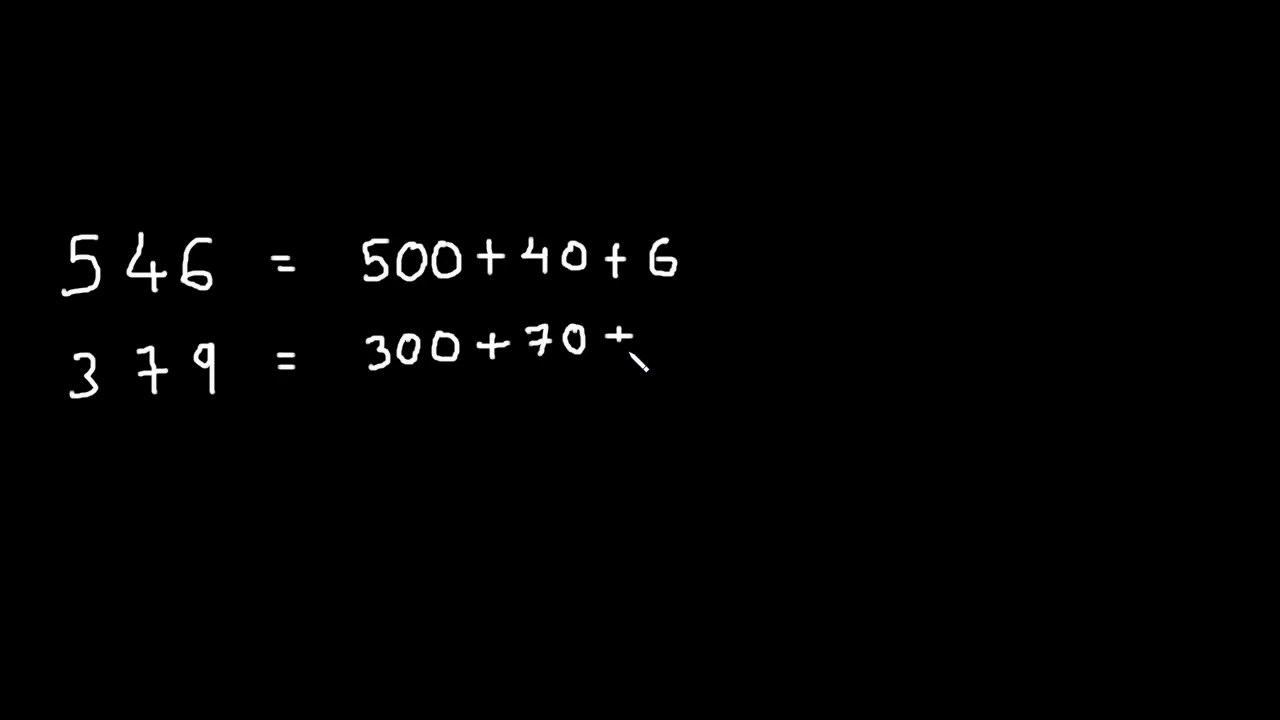 546 = 500 + 40 + 6
379 = 300 + 70 +